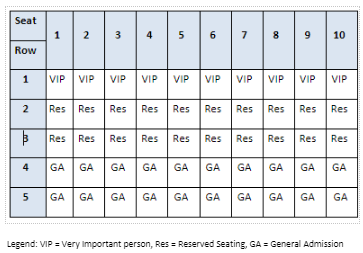 Seat
1 2 3 4 5 6 7 8 9 10
Row
1 VIP VIP VIP VIP VIP VIP VIP VIP VIP VIP
2 Res Res Res Res Res Res Res Res Res Res
3 Res Res Res Res Res Res Res Res Res Res
4 GA GA GA GA GA GA GA GA GA GA
5 GA GA GA GA GA GA GA GA GA GA
Legend: VIP = Very Important person, Res = Reserved Seating, GA = General Admission